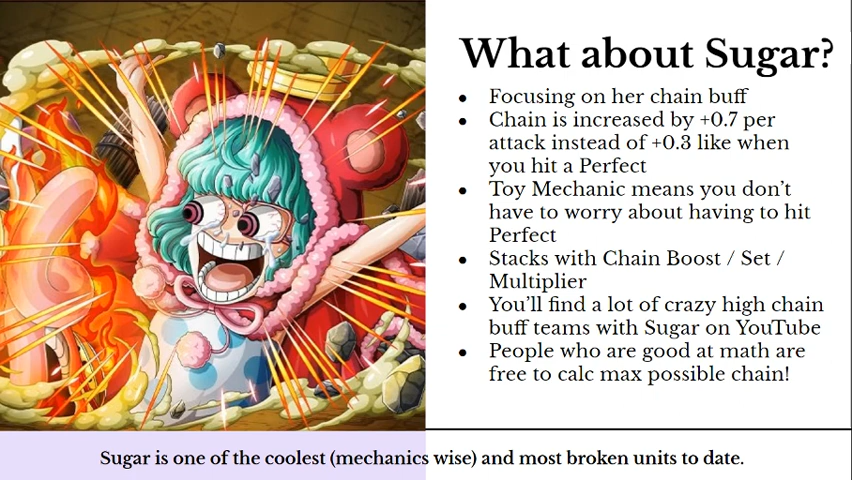 What about Sugar?
● Focusing on her chain buff
● Chain is increased by +0.7 per
attack instead of +0.3 like when
you hit a Perfect
● Toy Mechanic means you don't
have to worry about having to hit
Perfect
● Stacks with Chain Boost / Set /
Multiplier
● You'll find a lot of crazy high chain
buff teams with Sugar on YouTube
● People who are good at math are
free to calc max possible chain!
Sugar is one of the coolest (mechanics wise) and most broken units to date.